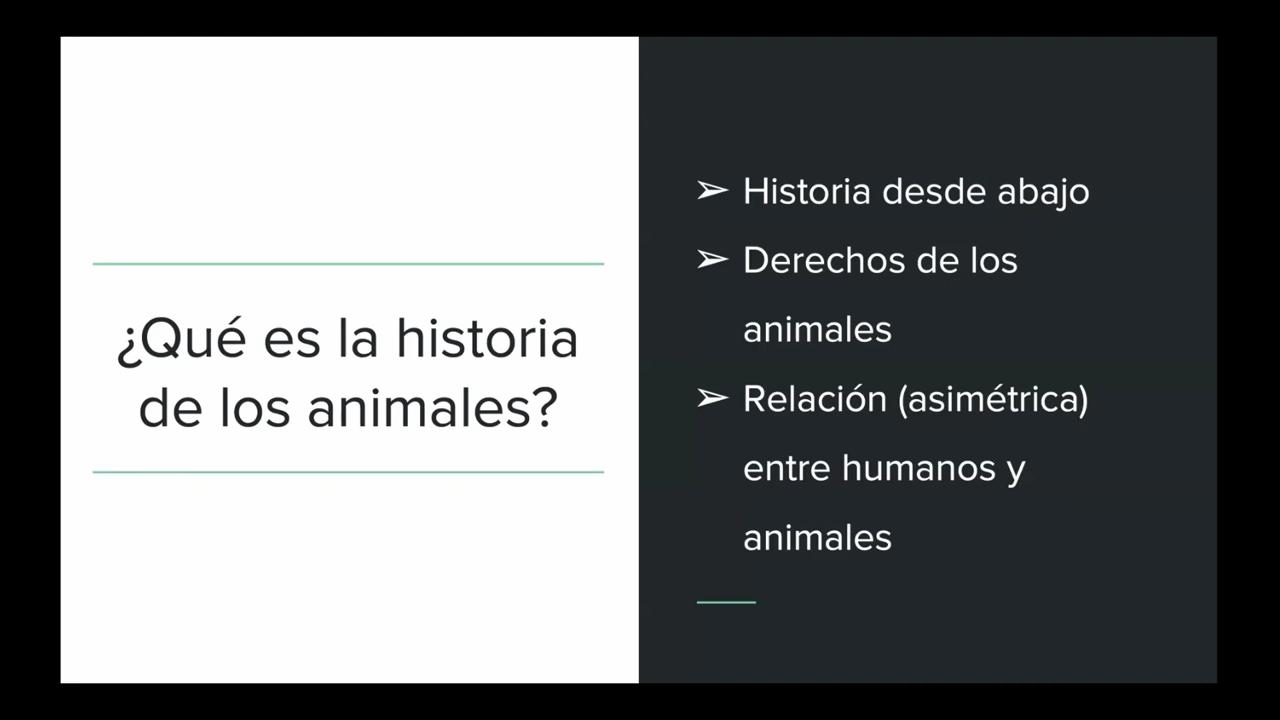 ¿Qué es la historia
de los animales?
➢ Historia desde abajo
➢ Derechos de los
animales
➢ Relación (asimétrica)
entre humanos y
animales